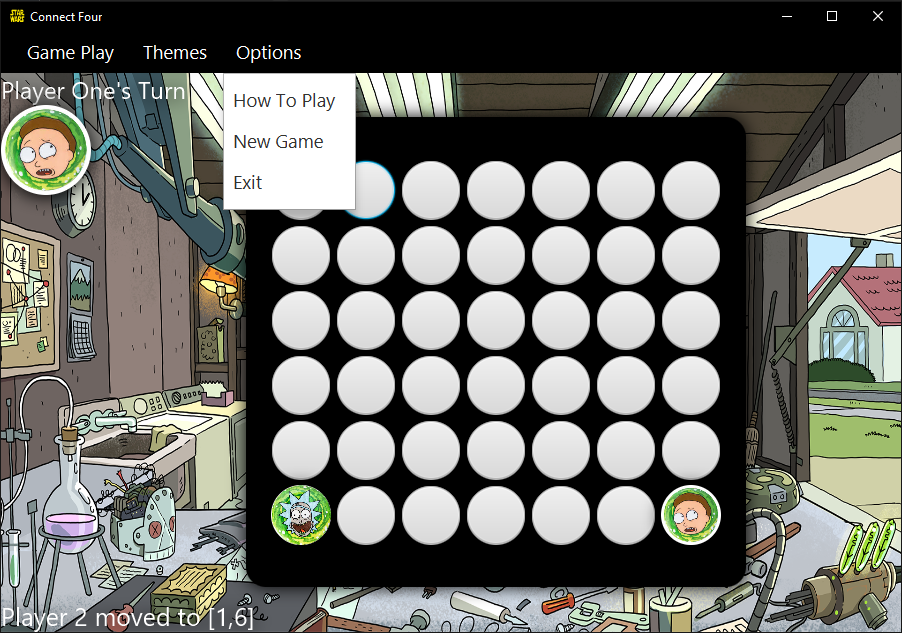 STAR WARS Connect Four
Game Play Themes Options
Player One's Turn
How To Play
New Game
Exit
Player 2 moved to [1,6]